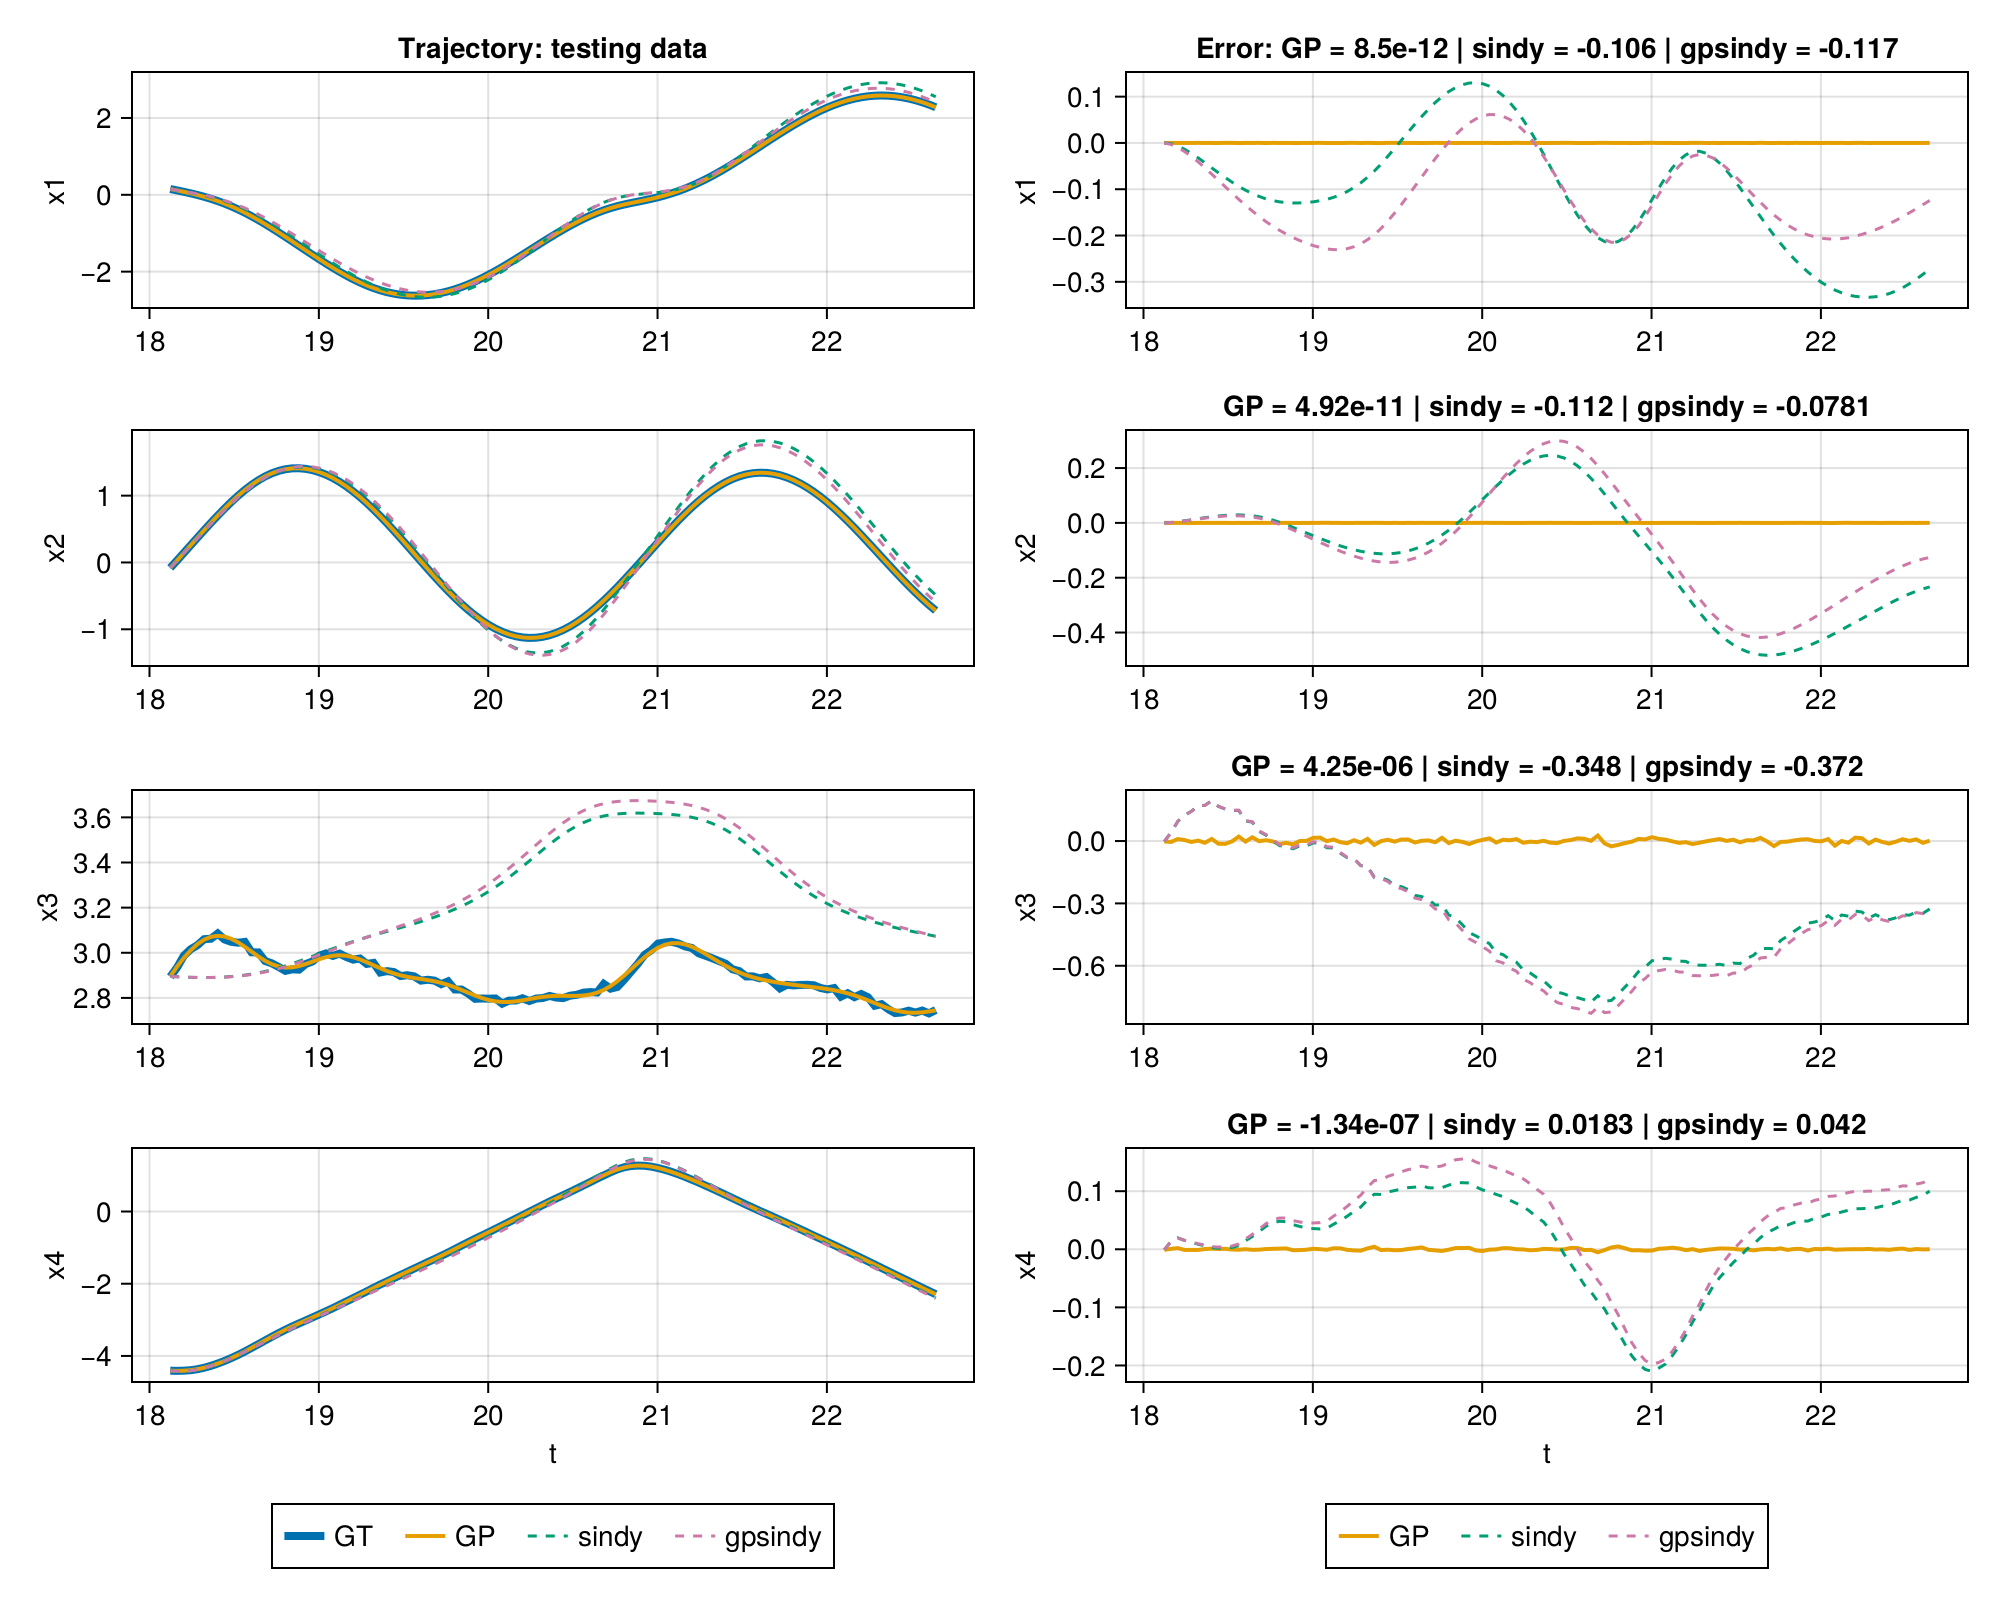 Trajectory: testing data
x1
2
0
−2
18 19 20 21 22
Error: GP = 8.5e-12 | sindy = -0.106 | gpsindy = -0.117
x1
0.1
0.0
−0.1
−0.2
−0.3
18 19 20 21 22
x2
1
0
−1
18 19 20 21 22
GP = 4.92e-11 | sindy = -0.112 | gpsindy = -0.0781
x2
0.2
0.0
−0.2
−0.4
18 19 20 21 22
x3
3.6
3.4
3.2
3.0
2.8
18 19 20 21 22
GP = 4.25e-06 | sindy = -0.348 | gpsindy = -0.372
x3
0.0
−0.3
−0.6
18 19 20 21 22
x4
0
−2
−4
18 19 20 21 22
t
GP = -1.34e-07 | sindy = 0.0183 | gpsindy = 0.042
x4
0.1
0.0
−0.1
−0.2
18 19 20 21 22
t
GT GP sindy gpsindy
GP sindy gpsindy